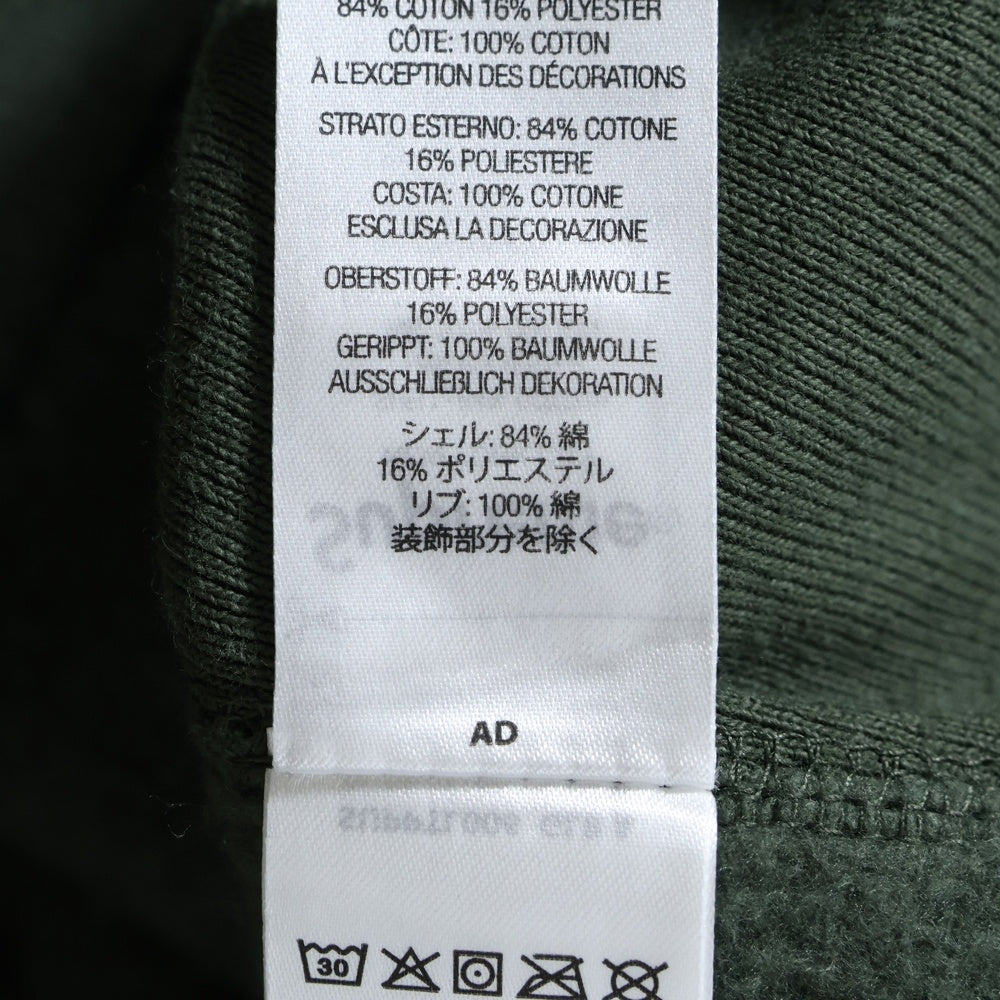 84% COTON 16% POLYESTER
CÔTE: 100% COTON
À L'EXCEPTION DES DÉCORATIONS
STRATO ESTERNO: 84% COTONE
16% POLIESTERE
COSTA: 100% COTONE
ESCLUSA LA DECORAZIONE
OBERSTOFF: 84% BAUMWOLLE
16% POLYESTER
GERIPPT: 100% BAUMWOLLE
AUSSCHLIEßLICH DEKORATION
シェル: 84% 綿
16% ポリエステル
リブ: 100% 綿
装飾部分を除く
AD
30